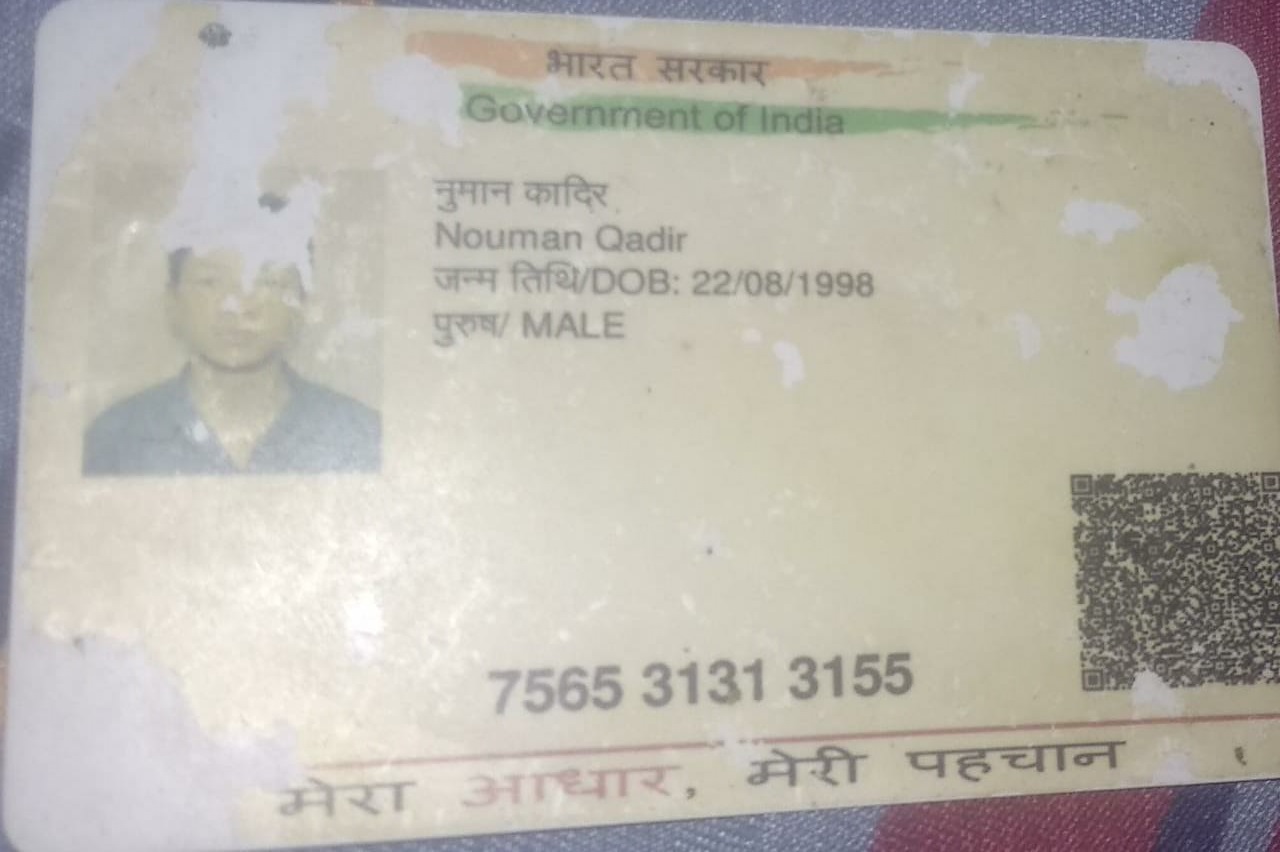 भारत सरकार
Government of India
नुमान कादिर
Nouman Qadir
जन्म तिथि/DOB: 22/08/1998
पुरुष/ MALE
7565 3131 3155
मेरा आधार, मेरी पहचान